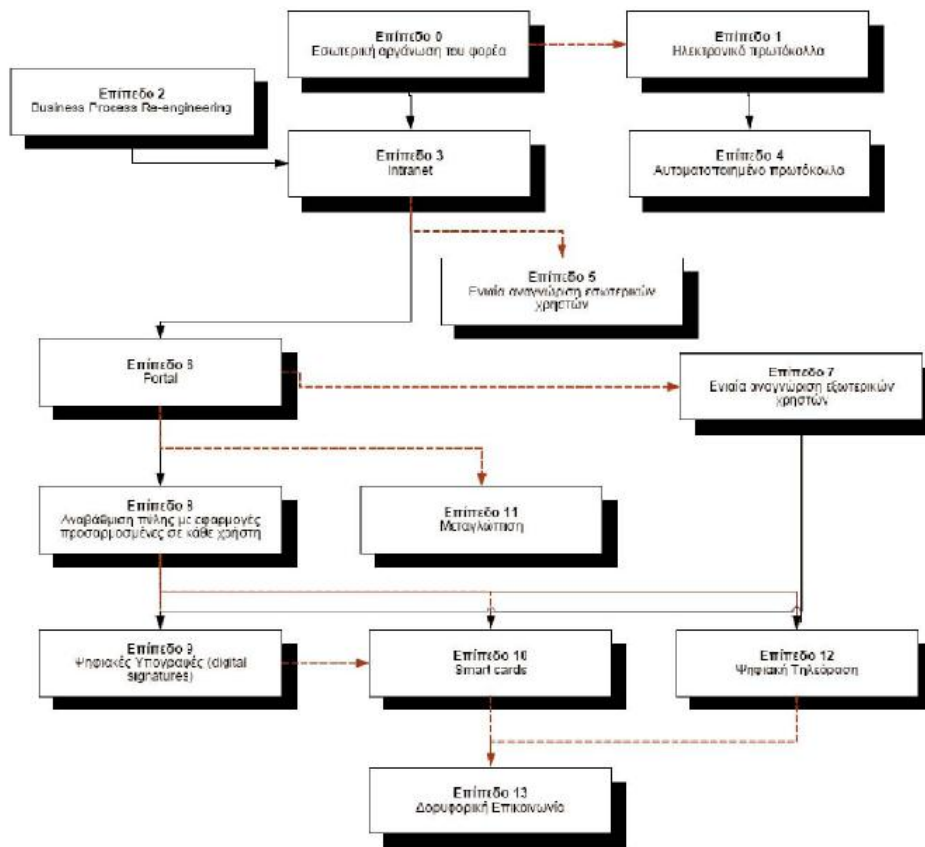 Επίπεδο 0
Εσωτερική οργάνωση του φορέα
Επίπεδο 1
Ηλεκτρονικό πρωτόκολλο
Επίπεδο 2
Business Process Re-engineering
Επίπεδο 3
Intranet
Επίπεδο 4
Αυτοματοποιημένο πρωτόκολλο
Επίπεδο 5
Ενιαία αναγνώριση εσωτερικών
χρηστών
Επίπεδο 6
Portal
Επίπεδο 7
Ενιαία αναγνώριση εξωτερικών
χρηστών
Επίπεδο 8
Αναβάθμιση πύλης με εφαρμογές
προσαρμοσμένες σε κάθε χρήστη
Επίπεδο 11
Μεταγλώττιση
Επίπεδο 9
Ψηφιακές Υπογραφές (digital
signatures)
Επίπεδο 10
Smart cards
Επίπεδο 12
Ψηφιακή Τηλεόραση
Επίπεδο 13
Δορυφορική Επικοινωνία